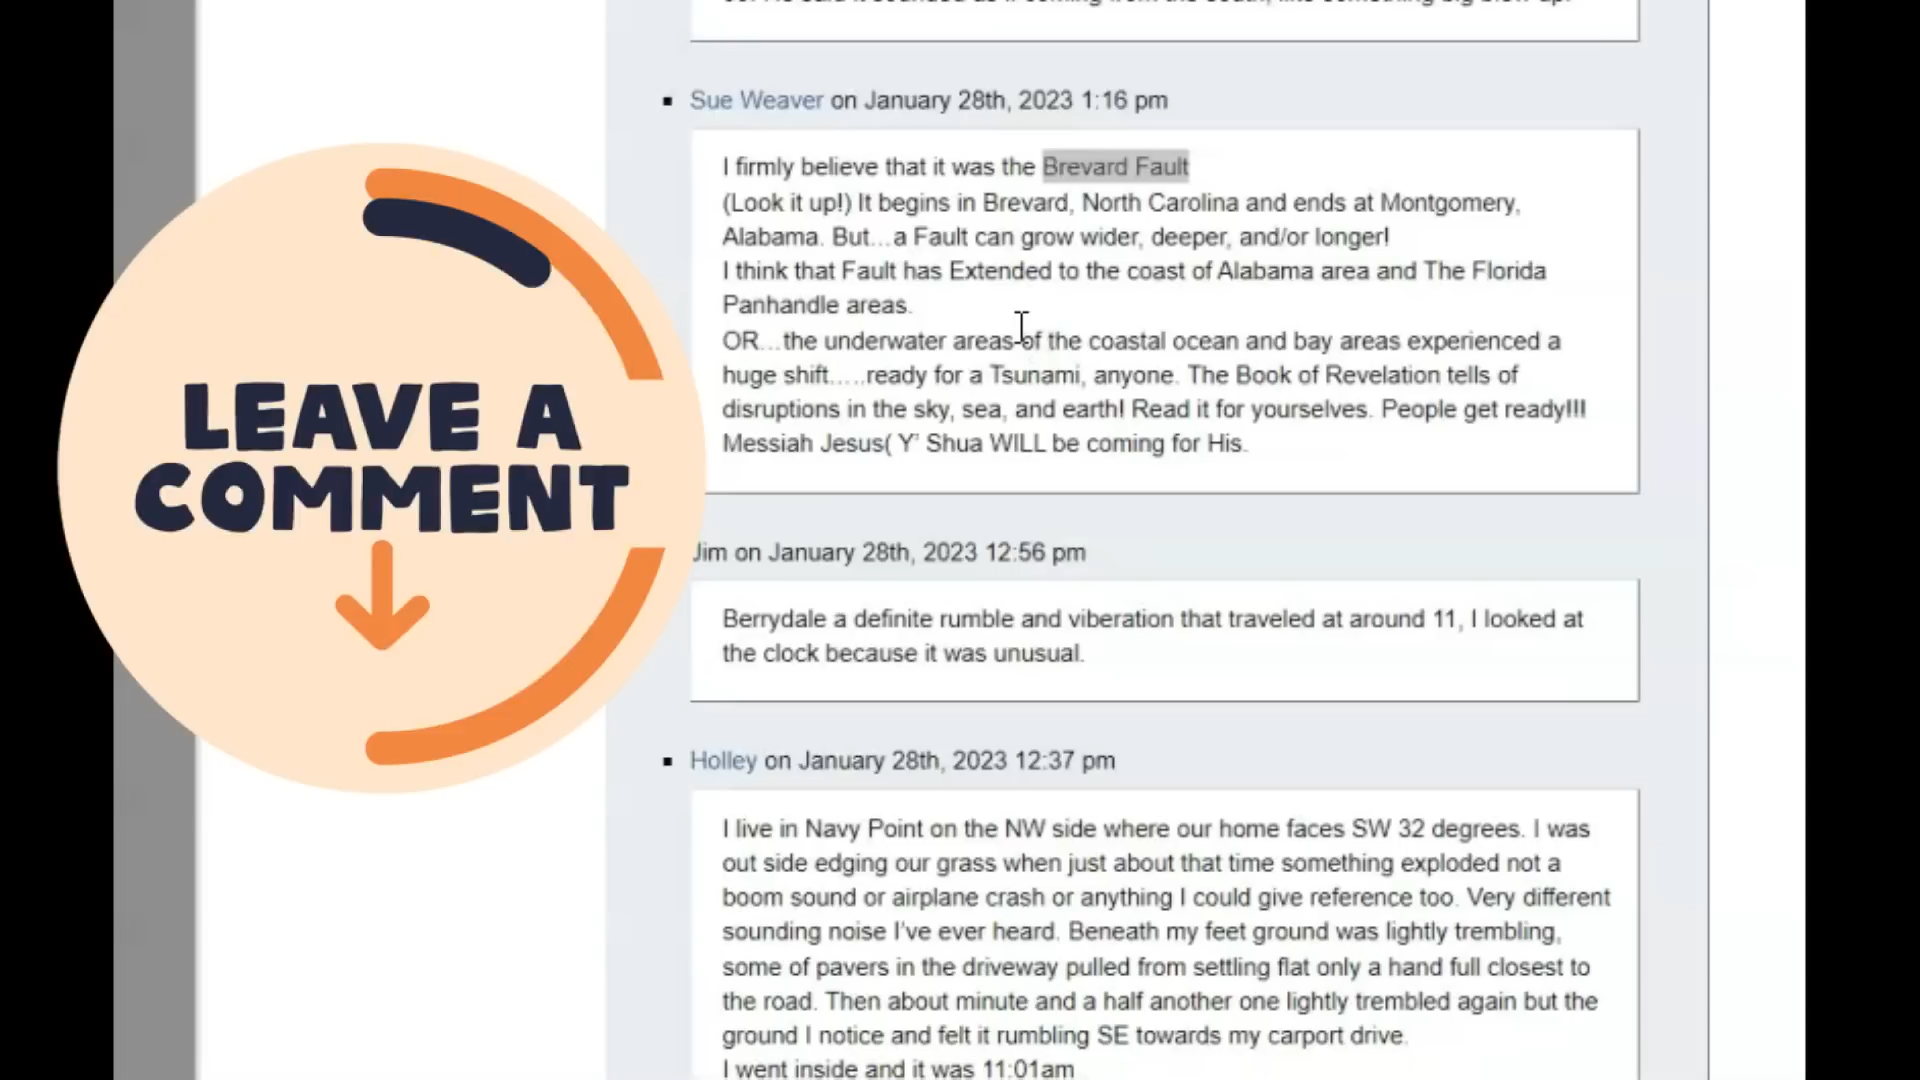 Sue Weaver on January 28th, 2023 1:16 pm
I firmly believe that it was the Brevard Fault
(Look it up!) It begins in Brevard, North Carolina and ends at Montgomery,
Alabama. But...a Fault can grow wider, deeper, and/or longer!
I think that Fault has Extended to the coast of Alabama area and The Florida
Panhandle areas.
OR...the underwater areas of the coastal ocean and bay areas experienced a
huge shift.....ready for a Tsunami, anyone. The Book of Revelation tells of
disruptions in the sky, sea, and earth! Read it for yourselves. People get ready!!!
Messiah Jesus( Y' Shua WILL be coming for His.
LEAVE A
COMMENT
Jim on January 28th, 2023 12:56 pm
Berrydale a definite rumble and viberation that traveled at around 11, I looked at
the clock because it was unusual.
Holley on January 28th, 2023 12:37 pm
I live in Navy Point on the NW side where our home faces SW 32 degrees. I was
out side edging our grass when just about that time something exploded not a
boom sound or airplane crash or anything I could give reference too. Very different
sounding noise I've ever heard. Beneath my feet ground was lightly trembling,
some of pavers in the driveway pulled from settling flat only a hand full closest to
the road. Then about minute and a half another one lightly trembled again but the
ground I notice and felt it rumbling SE towards my carport drive.
I went inside and it was 11:01am